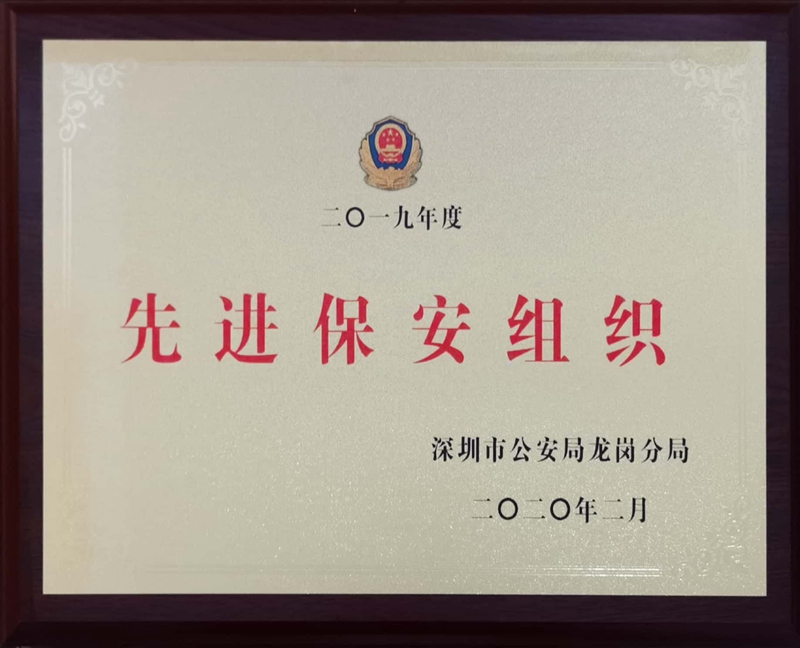 二〇一九年度
先进保安组织
深圳市公安局龙岗分局
二〇二〇年二月